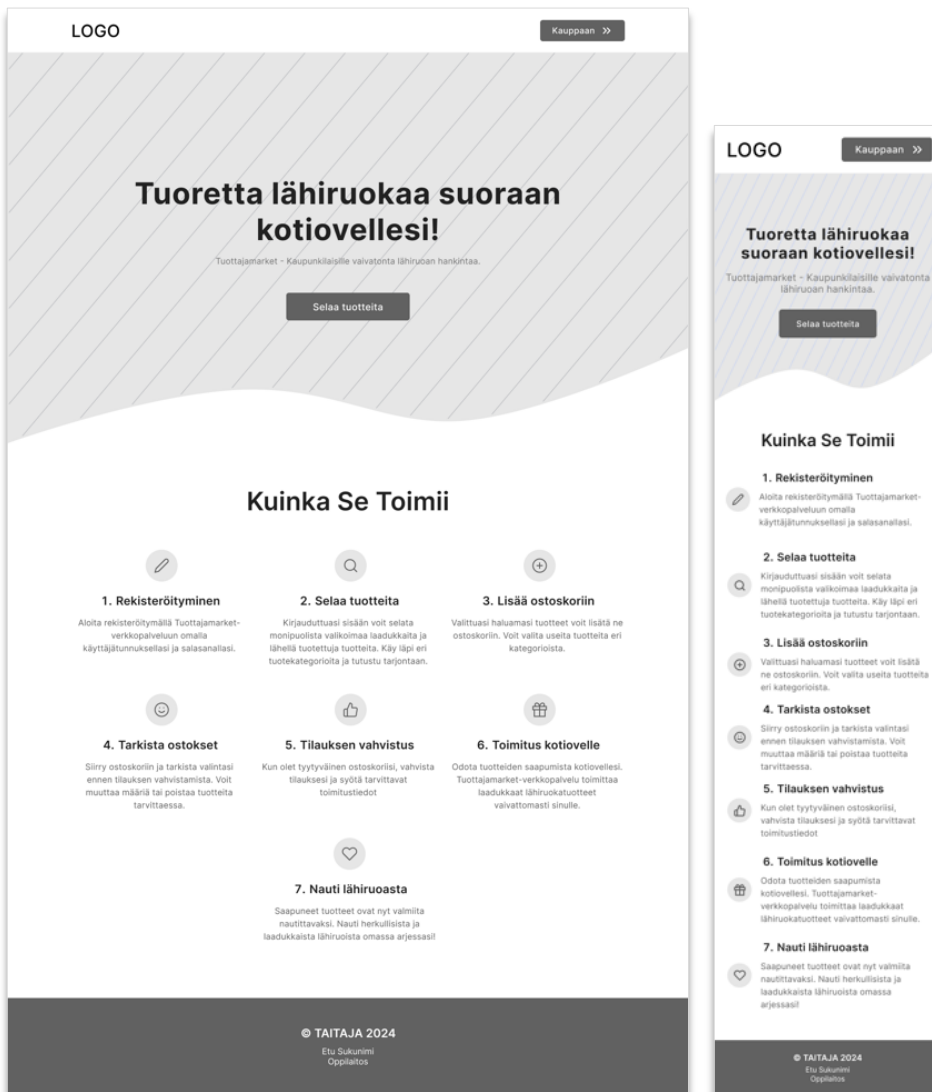 LOGO
Kauppaan
Tuoretta lähiruokaa suoraan
kotiovellesi!
Tuottajamarket - Kaupunkilaisille vaivatonta lähiruoan hankintaa.
Selaa tuotteita
Kuinka Se Toimii
1. Rekisteröityminen
Aloita rekisteröitymällä Tuottajamarket-
verkkopalveluun omalla
käyttäjätunnuksellasi ja salasanallasi.
2. Selaa tuotteita
Kirjauduttuasi sisään voit selata
monipuolista valikoimaa laadukkaita ja
lähellä tuotettuja tuotteita. Käy läpi eri
tuotekategorioita ja tutustu tarjontaan.
3. Lisää ostoskoriin
Valittuasi haluamasi tuotteet voit lisätä ne
ostoskoriin. Voit valita useita tuotteita eri
kategorioista.
4. Tarkista ostokset
Siirry ostoskoriin ja tarkista valintasi
ennen tilauksen vahvistamista. Voit
muuttaa määriä tai poistaa tuotteita
tarvittaessa.
5. Tilauksen vahvistus
Kun olet tyytyväinen ostoskoriisi, vahvista
tilauksesi ja syötä tarvittavat
toimitustiedot
6. Toimitus kotiovelle
Odota tuotteiden saapumista kotiovellesi.
Tuottajamarket-verkkopalvelu toimittaa
laadukkaat lähiruokatuotteet
vaivattomasti sinulle.
7. Nauti lähiruoasta
Saapuneet tuotteet ovat nyt valmiita
nautittavaksi. Nauti herkullisista ja
laadukkaista lähiruoista omassa arjessasi!
© TAITAJA 2024
Etu Sukunimi
Oppilaitos
LOGO
Kauppaan
Tuoretta lähiruokaa
suoraan kotiovellesi!
Tuottajamarket - Kaupunkilaisille vaivatonta
lähiruoan hankintaa.
Selaa tuotteita
Kuinka Se Toimii
1. Rekisteröityminen
Aloita rekisteröitymällä Tuottajamarket-
verkkopalveluun omalla
käyttäjätunnuksellasi ja salasanallasi.
2. Selaa tuotteita
Kirjauduttuasi sisään voit selata
monipuolista valikoimaa laadukkaita ja
lähellä tuotettuja tuotteita. Käy läpi eri
tuotekategorioita ja tutustu tarjontaan.
3. Lisää ostoskoriin
Valittuasi haluamasi tuotteet voit lisätä
ne ostoskoriin. Voit valita useita tuotteita
eri kategorioista.
4. Tarkista ostokset
Siirry ostoskoriin ja tarkista valintasi
ennen tilauksen vahvistamista. Voit
muuttaa määriä tai poistaa tuotteita
tarvittaessa.
5. Tilauksen vahvistus
Kun olet tyytyväinen ostoskoriisi,
vahvista tilauksesi ja syötä tarvittavat
toimitustiedot
6. Toimitus kotiovelle
Odota tuotteiden saapumista
kotiovellesi. Tuottajamarket-
verkkopalvelu toimittaa laadukkaat
lähiruokatuotteet vaivattomasti sinulle.
7. Nauti lähiruoasta
Saapuneet tuotteet ovat nyt valmiita
nautittavaksi. Nauti herkullisista ja
laadukkaista lähiruoista omassa
arjessasi!
© TAITAJA 2024
Etu Sukunimi
Oppilaitos